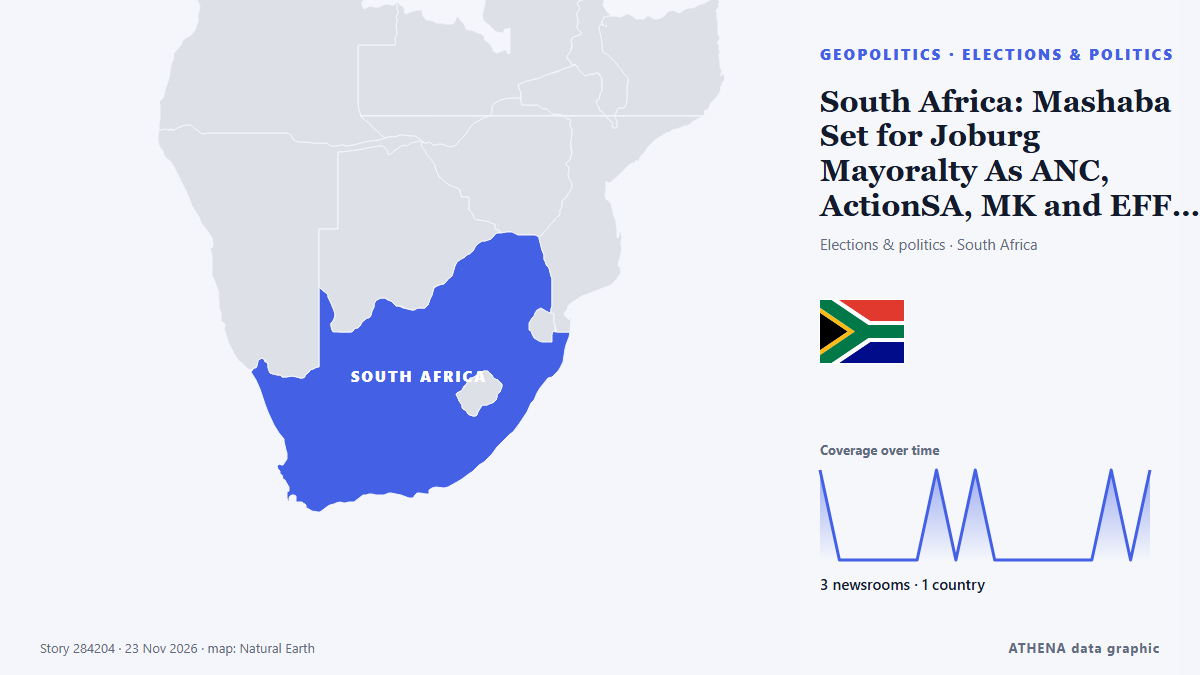 GEOPOLITICS · ELECTIONS & POLITICS
South Africa: Mashaba
Set for Joburg
Mayoralty As ANC,
ActionSA, MK and EFF…
Elections & politics · South Africa
SOUTH AFRICA
Coverage over time
3 newsrooms · 1 country
Story 284204 · 23 Nov 2026 · map: Natural Earth
ATHENA data graphic